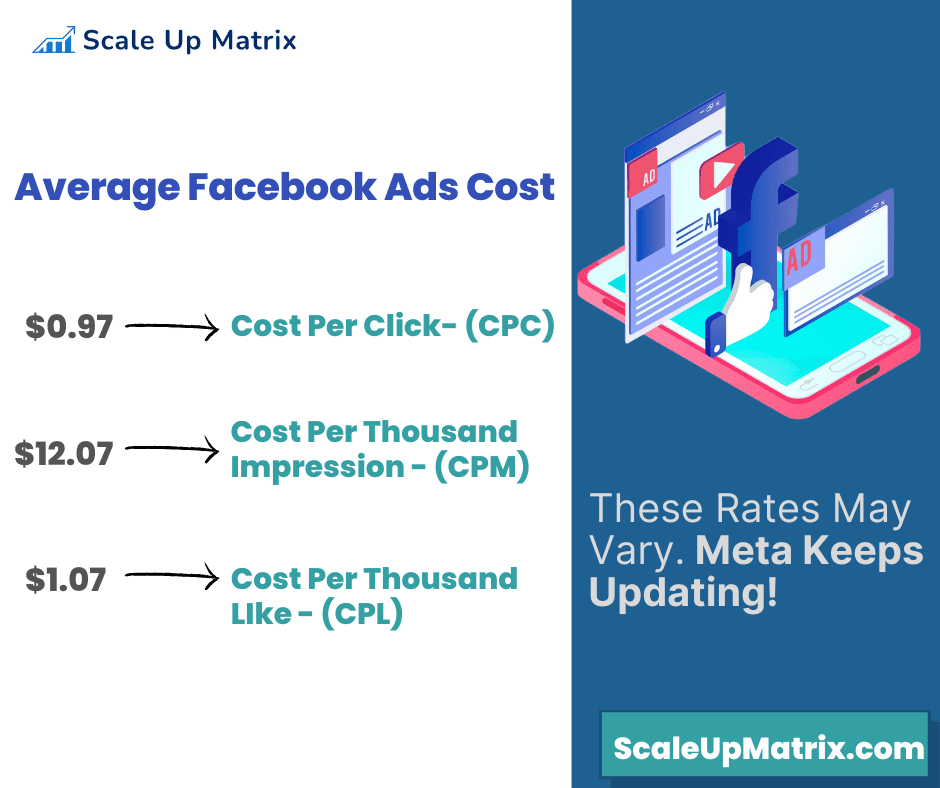 Scale Up Matrix
Average Facebook Ads Cost
$0.97
Cost Per Click- (CPC)
$12.07
Cost Per Thousand
Impression - (CPM)
$1.07
Cost Per Thousand
LIke - (CPL)
AD
AD
AD
These Rates May
Vary. Meta Keeps
Updating!
ScaleUpMatrix.com